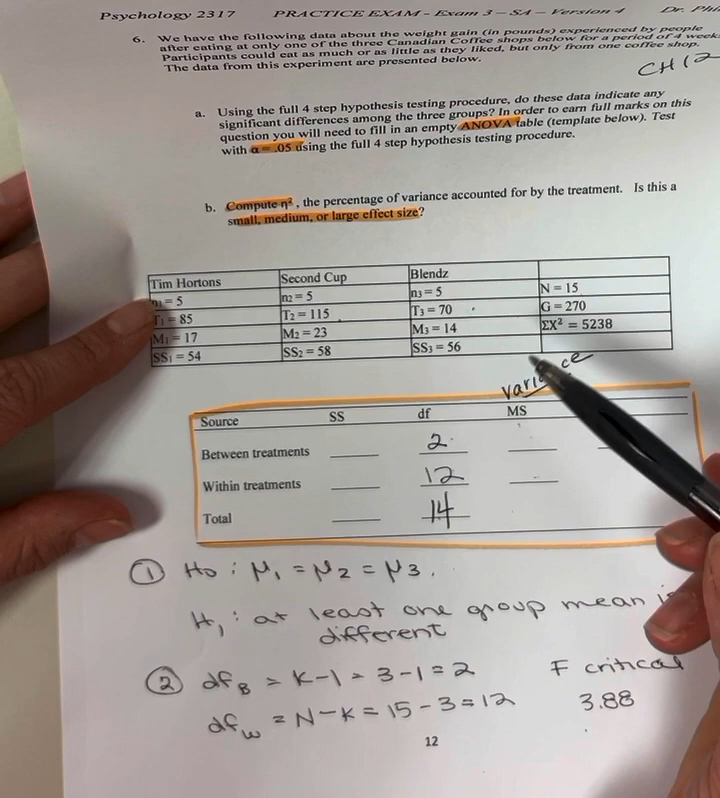 Psychology 2317 PRACTICE EXAM - Exam 3 - SA - Version 4 Dr.
6. We have the following data about the weight gain (in pounds) experienced by people
after eating at only one of the three Canadian Coffee shops below for a period of 4
Participants could eat as much or as little as they liked, but only from one coffee shop.
The data from this experiment are presented below.
CH12
a. Using the full 4 step hypothesis testing procedure, do these data indicate any
significant differences among the three groups? In order to earn full marks on this
question you will need to fill in an empty ANOVA table (template below). Test
with α = .05 using the full 4 step hypothesis testing procedure.
b. Compute η², the percentage of variance accounted for by the treatment. Is this a
small, medium, or large effect size?
Tim Hortons Second Cup Blendz
n1 = 5 n2 = 5 n3 = 5 N = 15
T1 = 85 T2 = 115 T3 = 70 G = 270
M1 = 17 M2 = 23 M3 = 14 ΣX² = 5238
SS1 = 54 SS2 = 58 SS3 = 56
Source SS df MS
Between treatments 2
Within treatments 12
Total 14
① Ho : μ1 = μ2 = μ3.
H1 : at least one group mean is
different
② dfB = K-1 = 3-1 = 2 F critical
dfw = N-K = 15-3 = 12 3.88
12